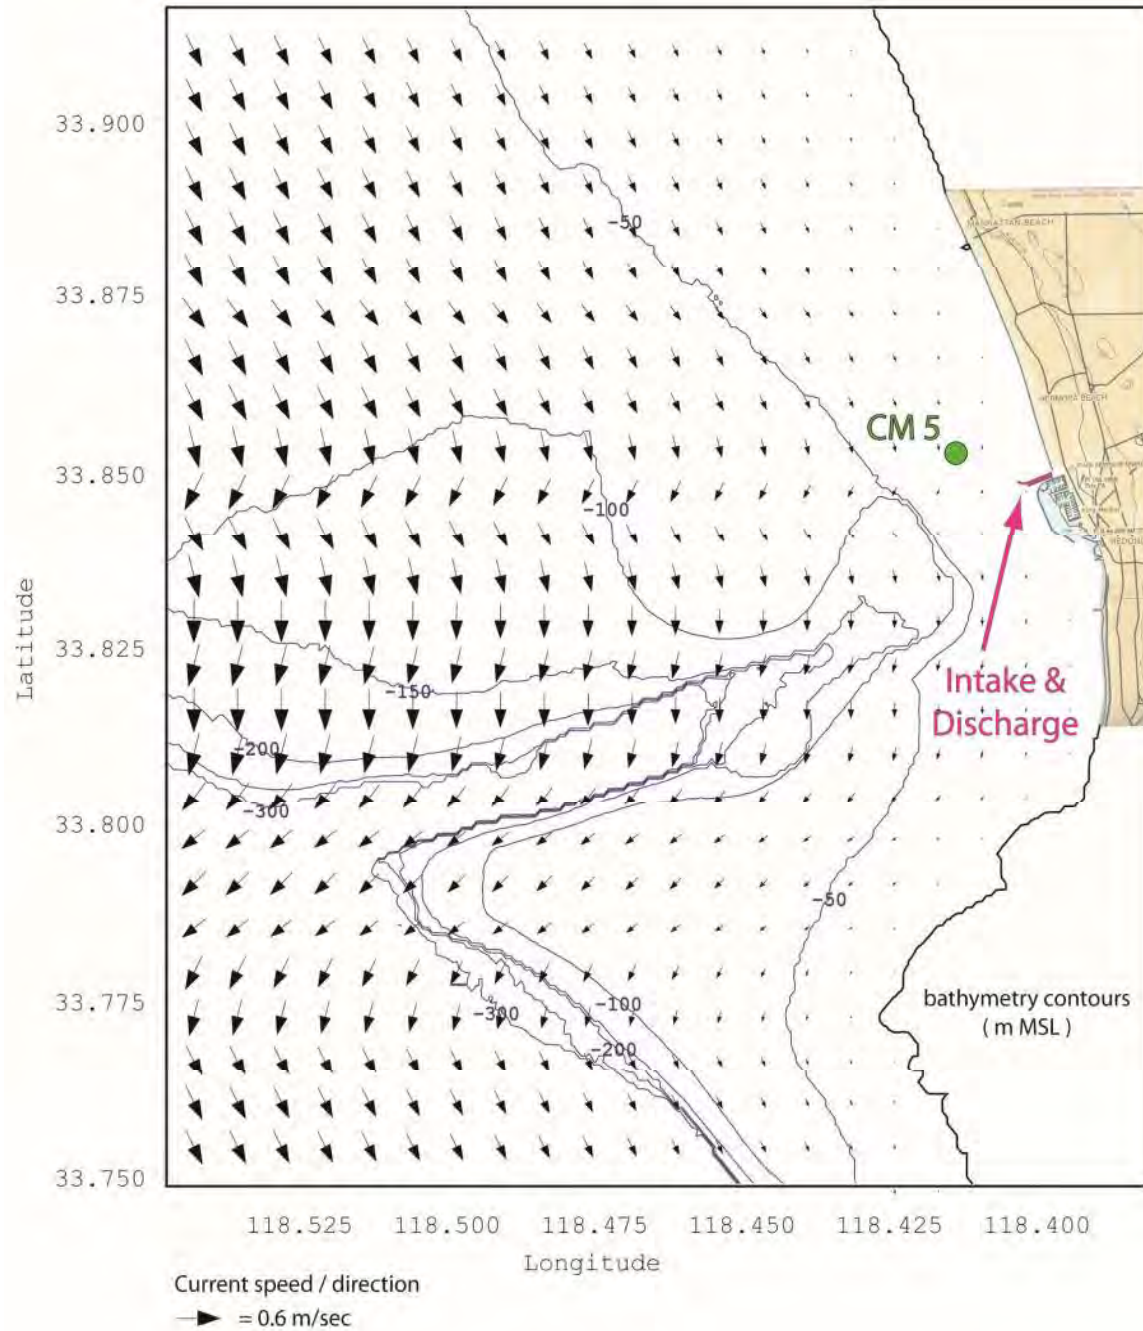 33.900
33.875
33.850
33.825
33.800
33.775
33.750
Latitude
-50
-100
-150
-200
-300
-50
-100
-300
-200
MANHATTAN BEACH
CM 5
Intake &
Discharge
bathymetry contours
( m MSL )
118.525 118.500 118.475 118.450 118.425 118.400
Longitude
Current speed / direction
= 0.6 m/sec